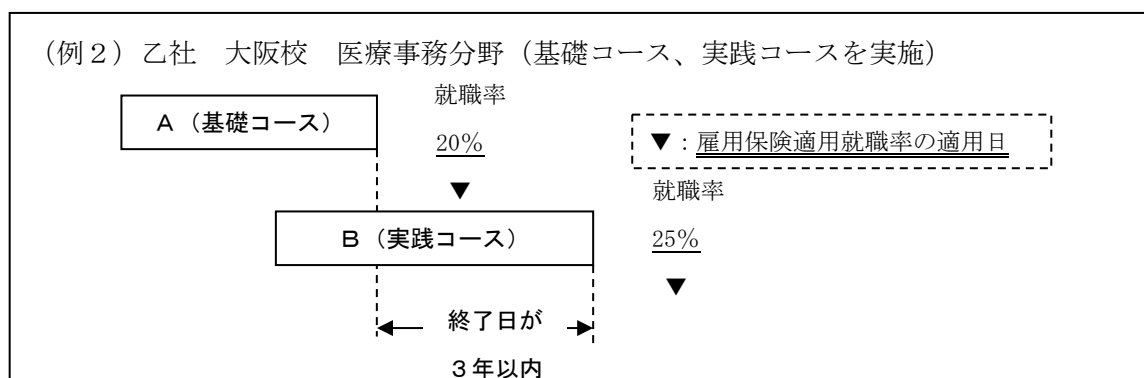 (例2)乙社 大阪校 医療事務分野(基礎コース、実践コースを実施)
就職率
A(基礎コース)
20%
▼:雇用保険適用就職率の適用日
▼
就職率
B(実践コース)
25%
▼
終了日が
3年以内